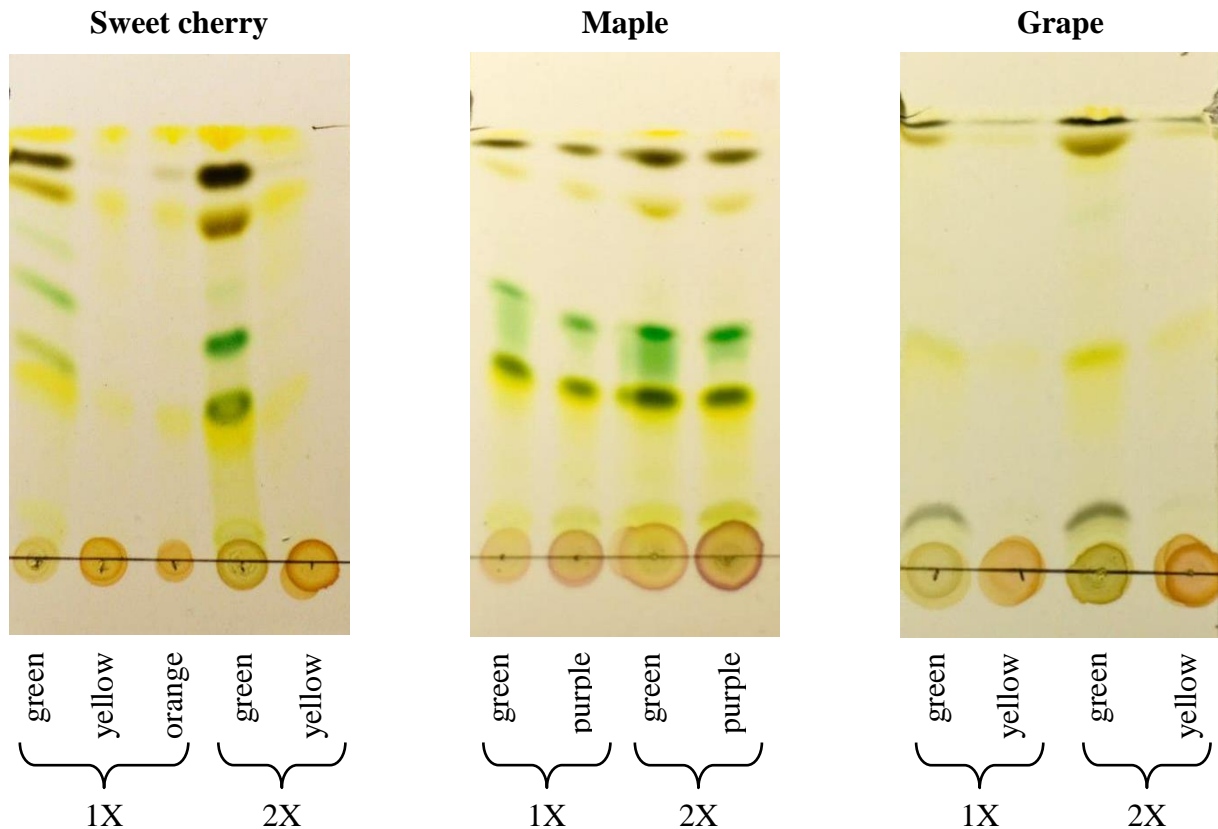 Sweet cherry
Maple
Grape
green
yellow
orange
green
yellow
green
purple
green
purple
green
yellow
green
yellow
1X
2X
1X
2X
1X
2X